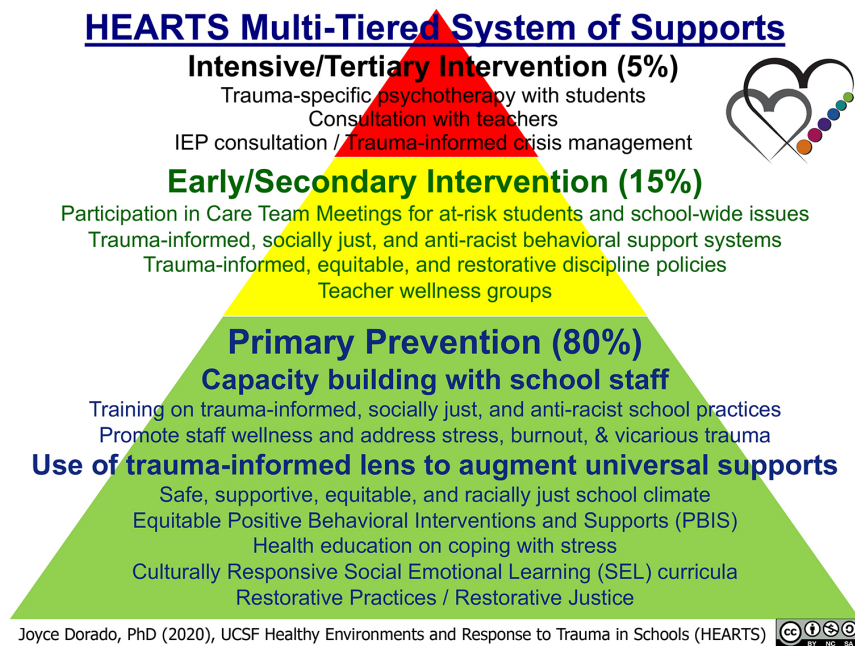 HEARTS Multi-Tiered System of Supports
Intensive/Tertiary Intervention (5%)
Trauma-specific psychotherapy with students
Consultation with teachers
IEP consultation / Trauma-informed crisis management
Early/Secondary Intervention (15%)
Participation in Care Team Meetings for at-risk students and school-wide issues
Trauma-informed, socially just, and anti-racist behavioral support systems
Trauma-informed, equitable, and restorative discipline policies
Teacher wellness groups
Primary Prevention (80%)
Capacity building with school staff
Training on trauma-informed, socially just, and anti-racist school practices
Promote staff wellness and address stress, burnout, & vicarious trauma
Use of trauma-informed lens to augment universal supports
Safe, supportive, equitable, and racially just school climate
Equitable Positive Behavioral Interventions and Supports (PBIS)
Health education on coping with stress
Culturally Responsive Social Emotional Learning (SEL) curricula
Restorative Practices / Restorative Justice
Joyce Dorado, PhD (2020), UCSF Healthy Environments and Response to Trauma in Schools (HEARTS)
cc
BY NC SA